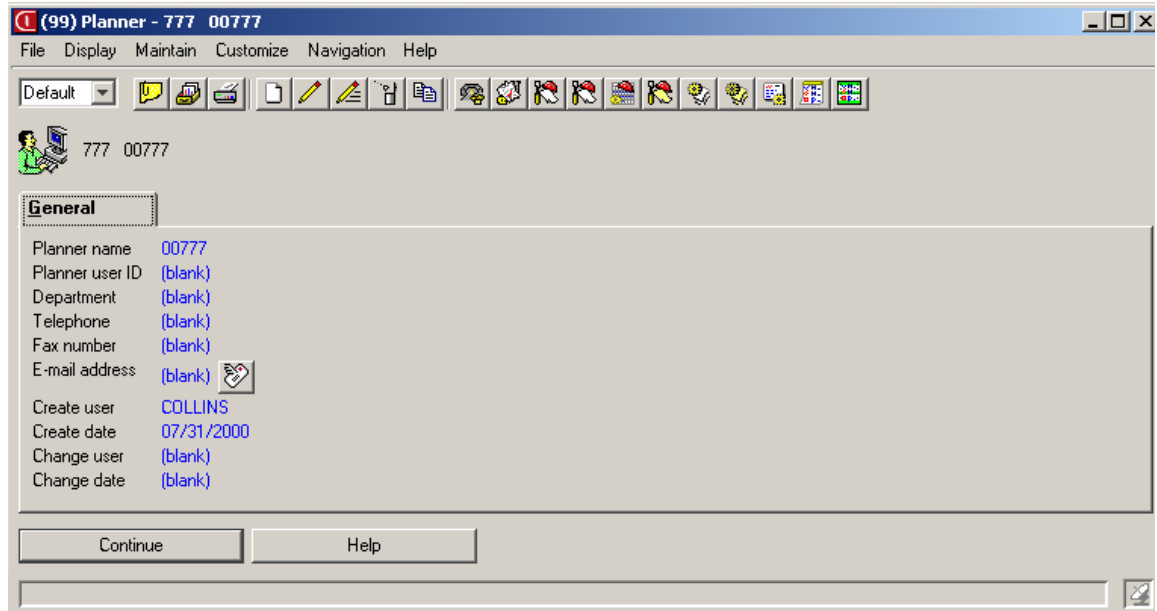 (99) Planner - 777 00777
File Display Maintain Customize Navigation Help
Default
777 00777
General
Planner name 00777
Planner user ID (blank)
Department (blank)
Telephone (blank)
Fax number (blank)
E-mail address (blank)
Create user COLLINS
Create date 07/31/2000
Change user (blank)
Change date (blank)
Continue Help